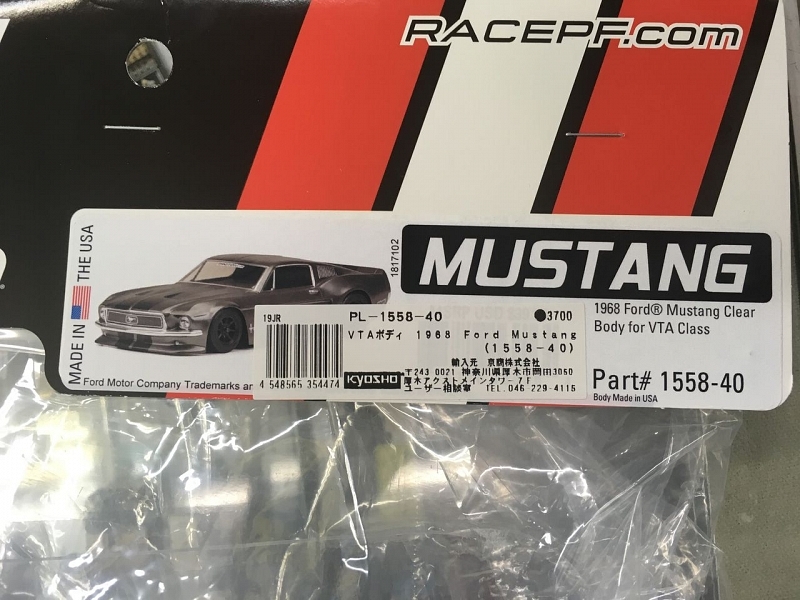 RACEPF.com
MADE IN THE USA
1817102
MUSTANG
1968 Ford® Mustang Clear
Body for VTA Class
Part# 1558-40
Body Made in USA
Ford Motor Company Trademarks an
19JR
PL-1558-40
●3700
VTAボディ 1968 Ford Mustang
(1558-40)
輸入元 京商株式会社
〒243 0021 神奈川県厚木市岡田3050
厚木アクストメインタワー7F
ユーザー相談室 TEL.046-229-4115
KYOSHO
4 548565 354474